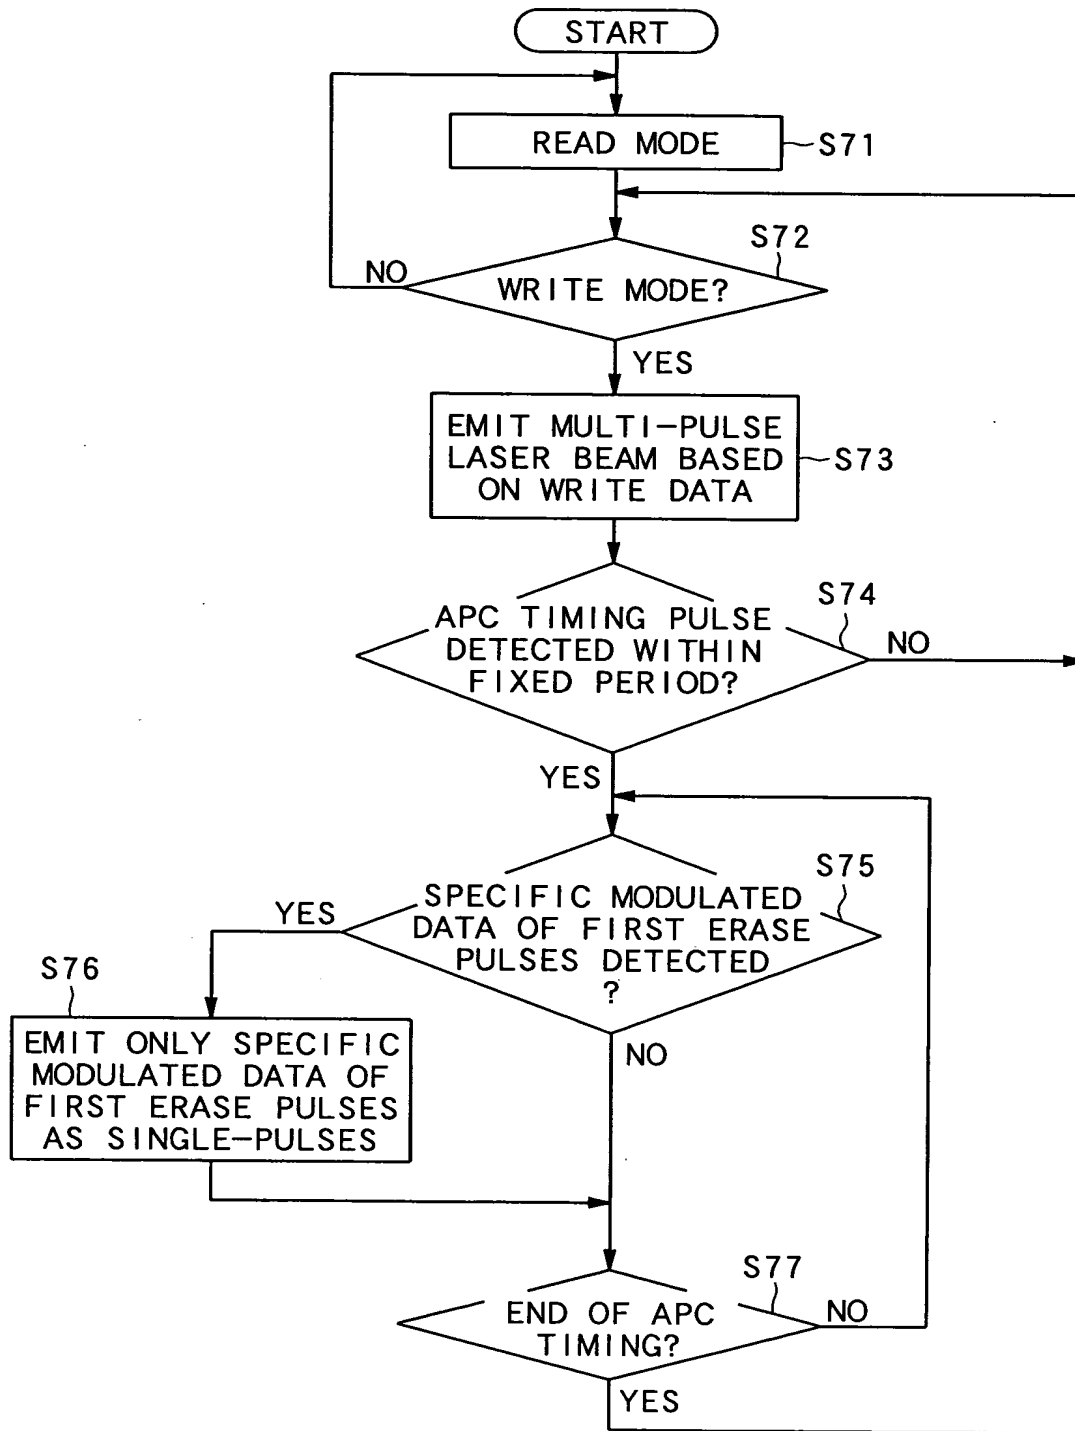 START
READ MODE
S71
S72
NO
WRITE MODE?
YES
EMIT MULTI-PULSE
LASER BEAM BASED
ON WRITE DATA
S73
S74
APC TIMING PULSE
DETECTED WITHIN
FIXED PERIOD?
NO
YES
S75
SPECIFIC MODULATED
DATA OF FIRST ERASE
PULSES DETECTED
?
YES
S76
EMIT ONLY SPECIFIC
MODULATED DATA OF
FIRST ERASE PULSES
AS SINGLE-PULSES
NO
S77
END OF APC
TIMING?
NO
YES